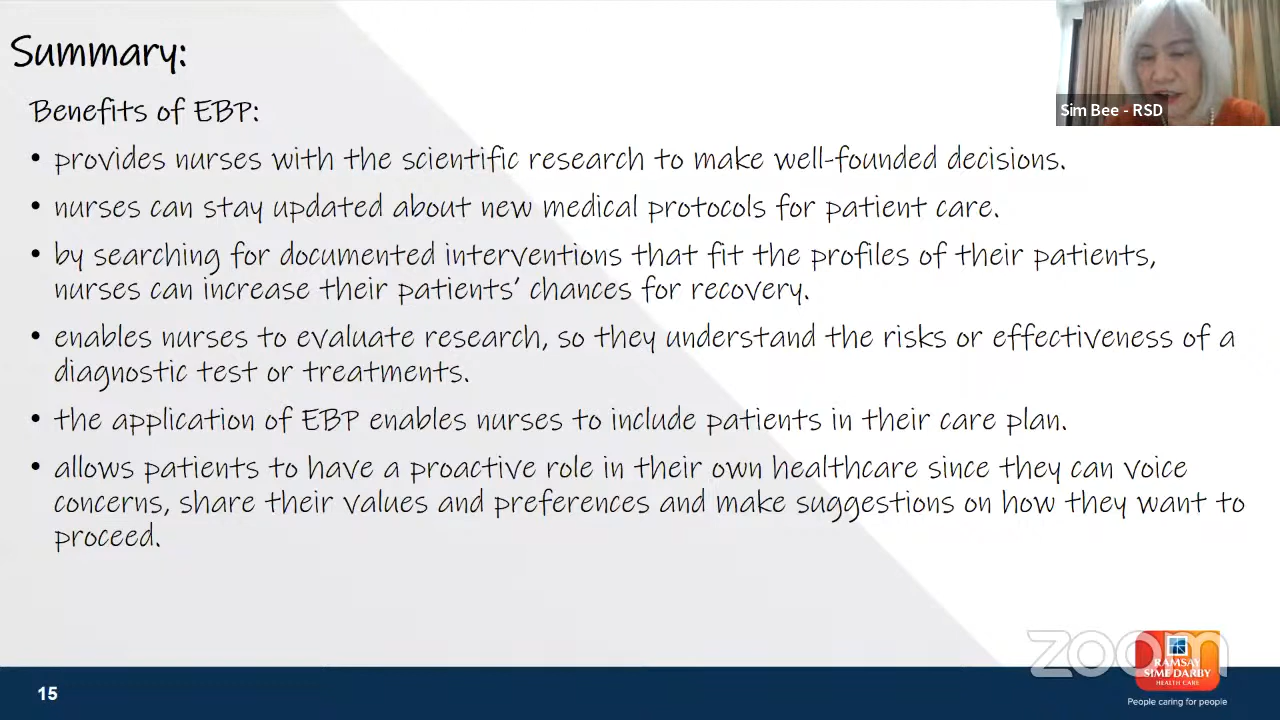 Summary:
Sim Bee - RSD
Benefits of EBP:
• provides nurses with the scientific research to make well-founded decisions.
• nurses can stay updated about new medical protocols for patient care.
• by searching for documented interventions that fit the profiles of their patients,
nurses can increase their patients’ chances for recovery.
• enables nurses to evaluate research, so they understand the risks or effectiveness of a
diagnostic test or treatments.
• the application of EBP enables nurses to include patients in their care plan.
• allows patients to have a proactive role in their own healthcare since they can voice
concerns, share their values and preferences and make suggestions on how they want to
proceed.
zoom
RAMSAY
SIME DARBY
HEALTH CARE
15
People caring for people